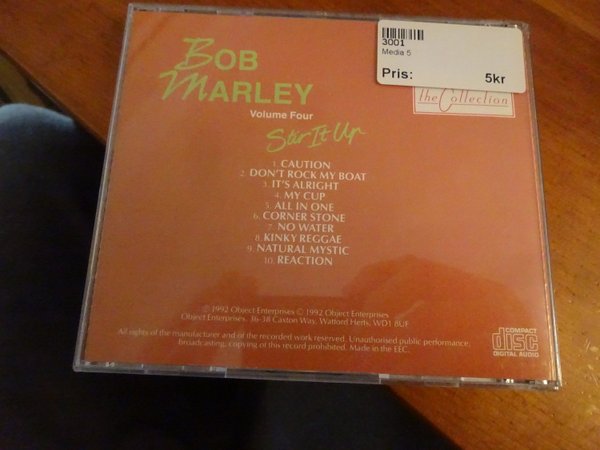 3001
Media 5
Pris: 5kr
BOB
MARLEY
the Collection
Volume Four
Stir It Up
1. CAUTION
2. DON'T ROCK MY BOAT
3. IT'S ALRIGHT
4. MY CUP
5. ALL IN ONE
6. CORNER STONE
7. NO WATER
8. KINKY REGGAE
9. NATURAL MYSTIC
10. REACTION
℗ 1992 Object Enterprises © 1992 Object Enterprises
Object Enterprises, 36-38 Caxton Way, Watford Herts, WD1 8UF
All rights of the manufacturer and of the recorded work reserved. Unauthorised public performance,
broadcasting, copying of this record prohibited. Made in the EEC.
COMPACT
disc
DIGITAL AUDIO